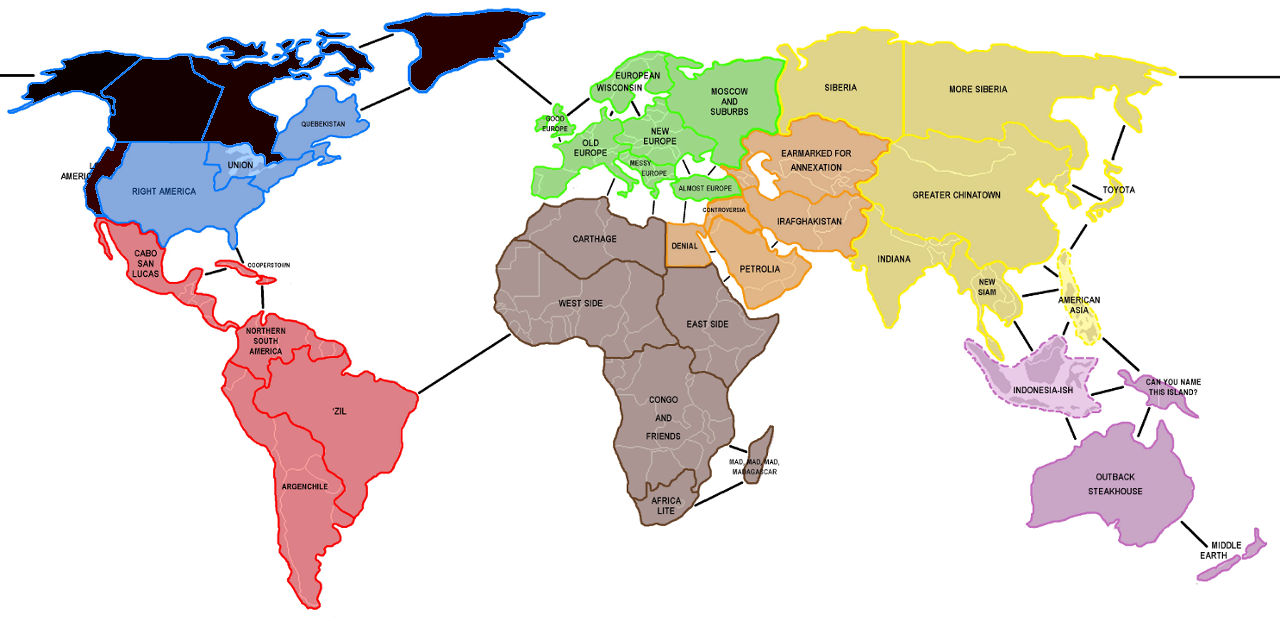 QUEBEKISTAN
UNION
RIGHT AMERICA
CABO
SAN
LUCAS
COOPERSTOWN
NORTHERN
SOUTH
AMERICA
'ZIL
ARGENCHILE
EUROPEAN
WISCONSIN
MOSCOW
AND
SUBURBS
GOOD
EUROPE
OLD
EUROPE
NEW
EUROPE
MESSY
EUROPE
ALMOST EUROPE
CARTHAGE
WEST SIDE
EAST SIDE
CONGO
AND
FRIENDS
MAD, MAD, MAD,
MADAGASCAR
AFRICA
LITE
CONTROVERSIA
DENIAL
PETROLIA
IRAFGHAKISTAN
EARMARKED FOR
ANNEXATION
SIBERIA
MORE SIBERIA
GREATER CHINATOWN
TOYOTA
INDIANA
NEW
SIAM
AMERICAN
ASIA
INDONESIA-ISH
CAN YOU NAME
THIS ISLAND?
OUTBACK
STEAKHOUSE
MIDDLE
EARTH